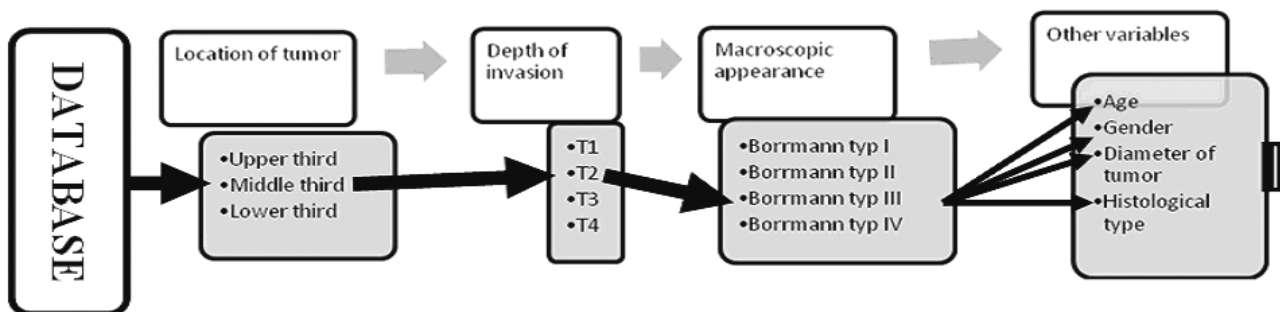 DATABASE
Location of tumor
•Upper third
•Middle third
•Lower third
Depth of
invasion
•T1
•T2
•T3
•T4
Macroscopic
appearance
•Borrmann typ I
•Borrmann typ II
•Borrmann typ III
•Borrmann typ IV
Other variables
•Age
•Gender
•Diameter of
tumor
•Histological
type